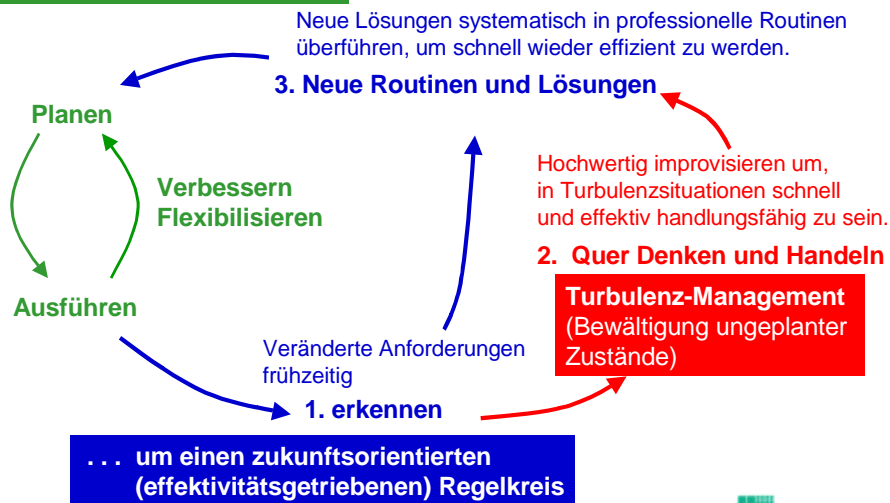 Neue Lösungen systematisch in professionelle Routinen
überführen, um schnell wieder effizient zu werden.
3. Neue Routinen und Lösungen
Planen
Verbessern
Flexibilisieren
Ausführen
Hochwertig improvisieren um,
in Turbulenzsituationen schnell
und effektiv handlungsfähig zu sein.
2. Quer Denken und Handeln
Turbulenz-Management
(Bewältigung ungeplanter
Zustände)
Veränderte Anforderungen
frühzeitig
1. erkennen
. . . um einen zukunftsorientierten
(effektivitätsgetriebenen) Regelkreis